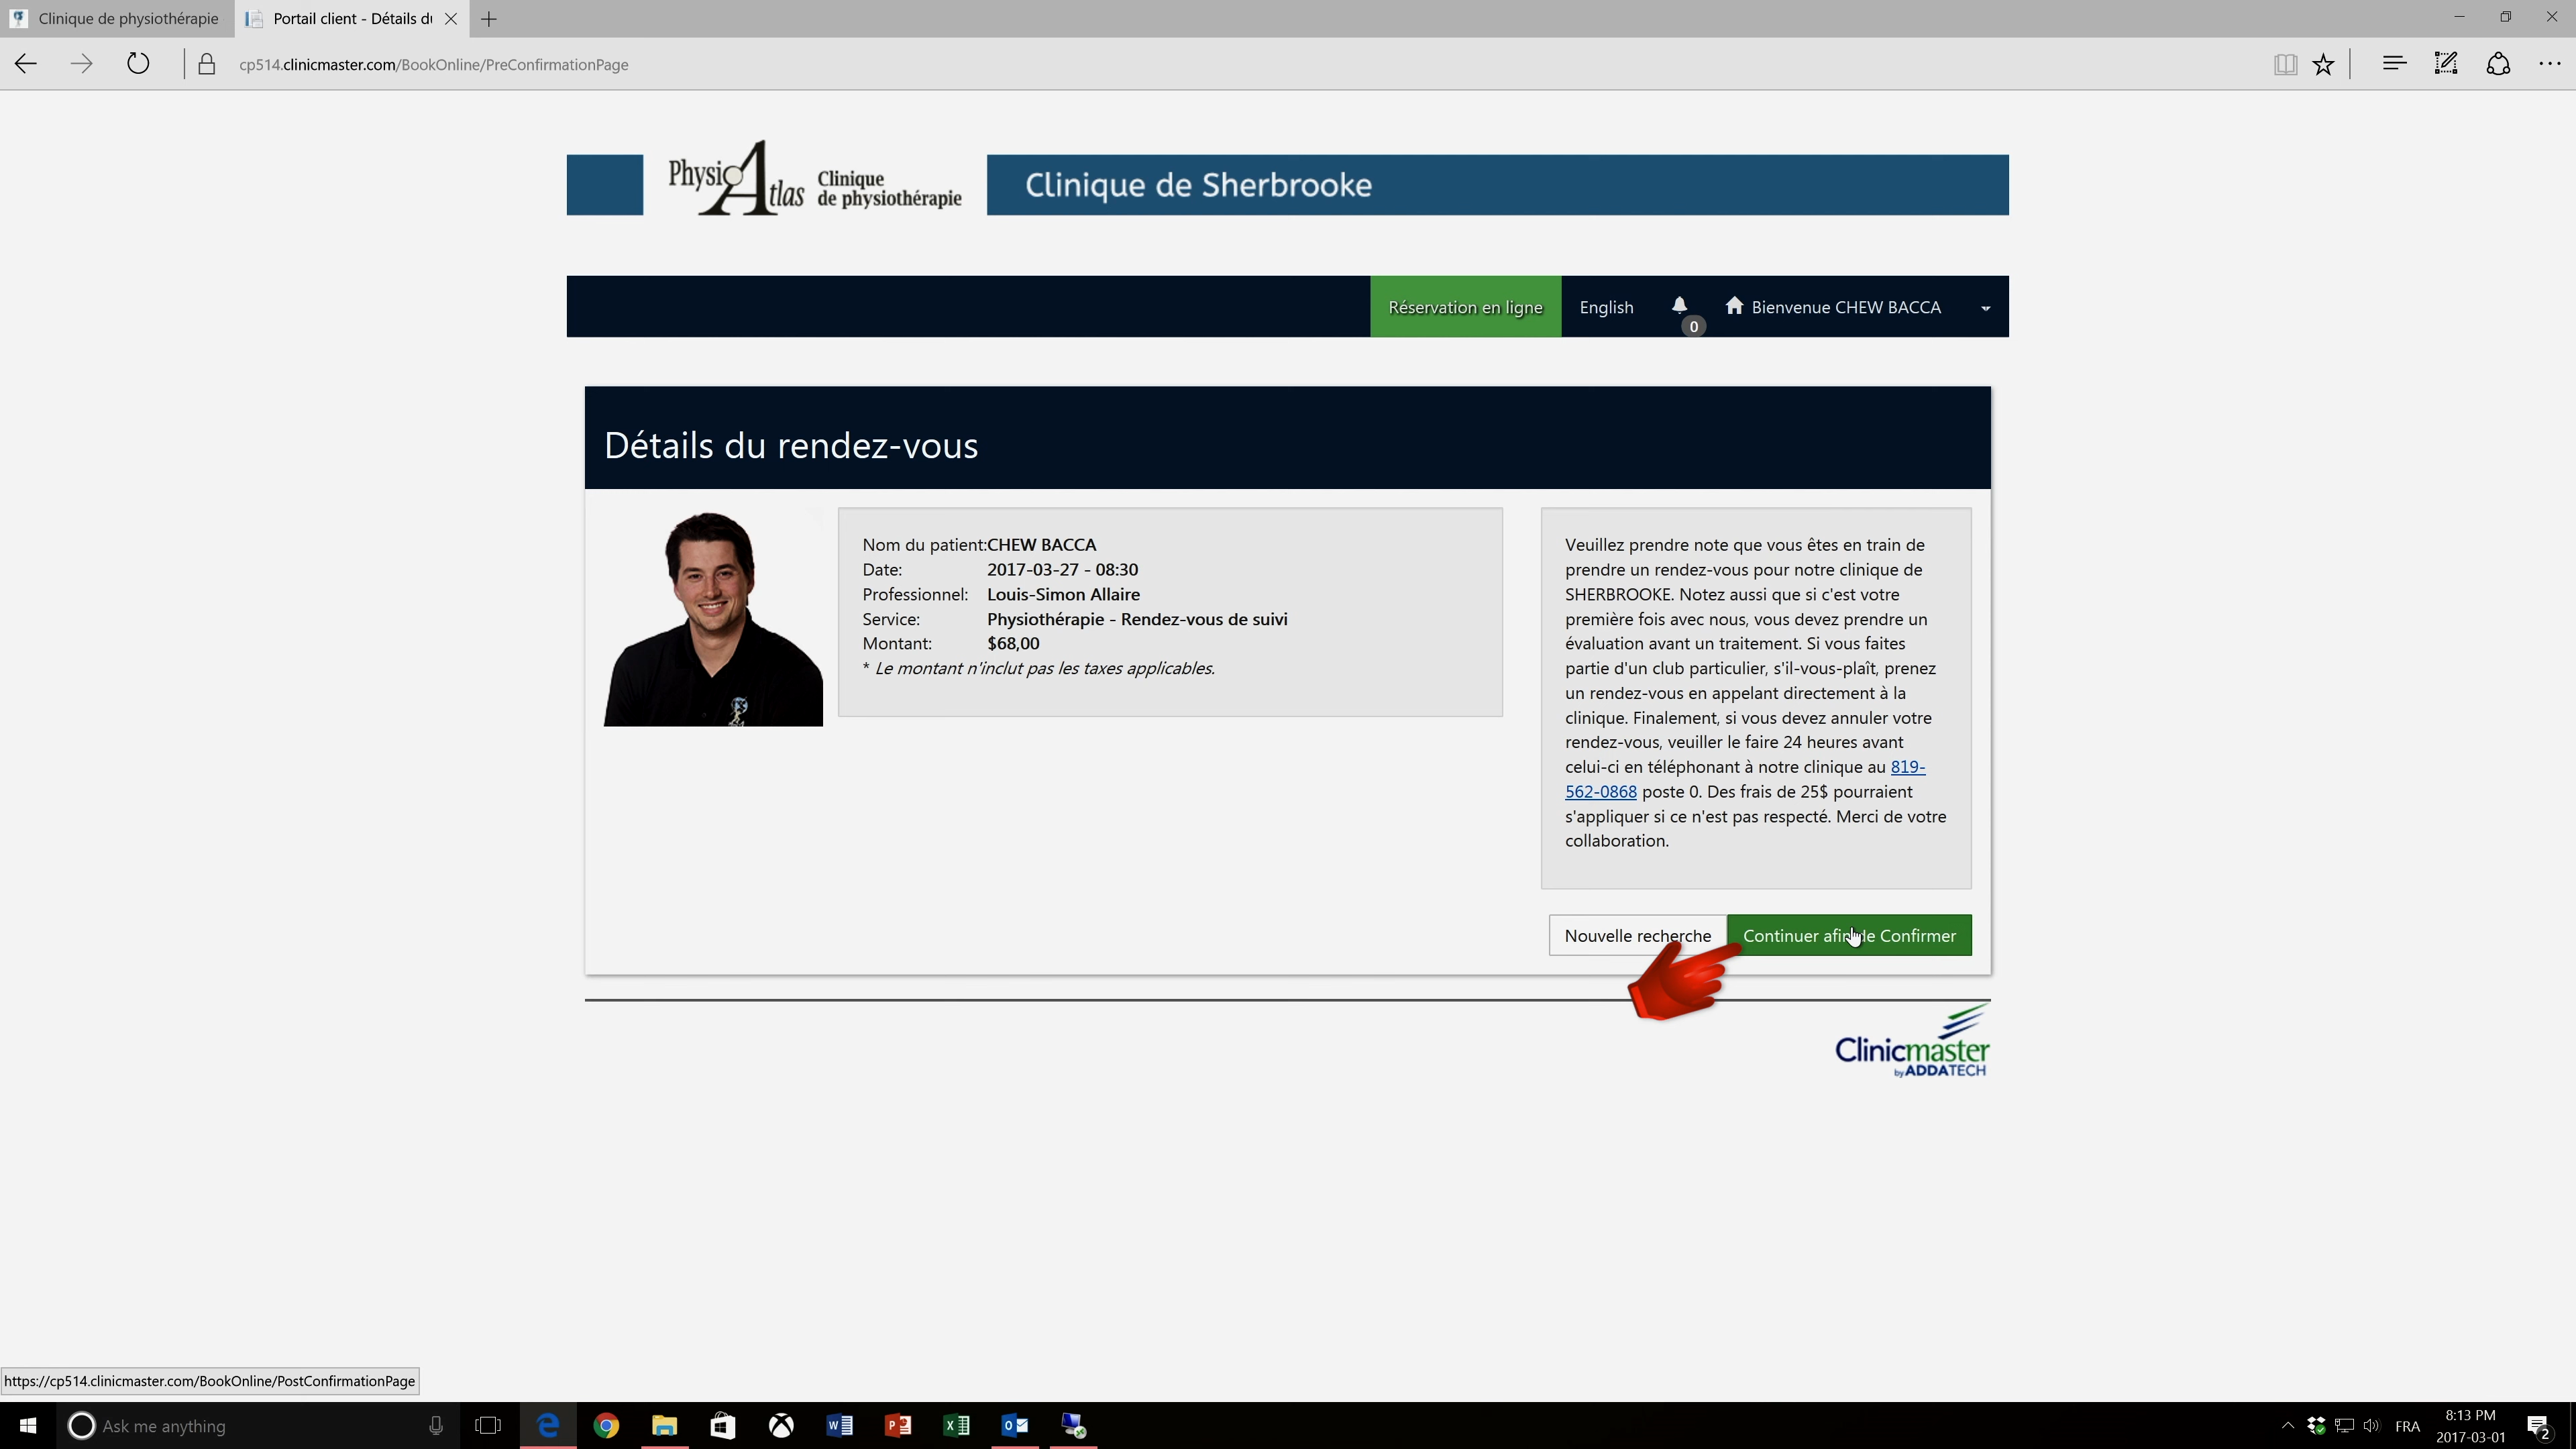 Clinique de physiothérapie
Portail client - Détails du
cp514.clinicmaster.com/BookOnline/PreConfirmationPage
PhysioAtlas Clinique
de physiothérapie
Clinique de Sherbrooke
Réservation en ligne
English
0
Bienvenue CHEW BACCA
Détails du rendez-vous
Nom du patient:CHEW BACCA
Date: 2017-03-27 - 08:30
Professionnel: Louis-Simon Allaire
Service: Physiothérapie - Rendez-vous de suivi
Montant: $68,00
* Le montant n'inclut pas les taxes applicables.
Veuillez prendre note que vous êtes en train de
prendre un rendez-vous pour notre clinique de
SHERBROOKE. Notez aussi que si c'est votre
première fois avec nous, vous devez prendre un
évaluation avant un traitement. Si vous faites
partie d'un club particulier, s'il-vous-plaît, prenez
un rendez-vous en appelant directement à la
clinique. Finalement, si vous devez annuler votre
rendez-vous, veuiller le faire 24 heures avant
celui-ci en téléphonant à notre clinique au 819-
562-0868 poste 0. Des frais de 25$ pourraient
s'appliquer si ce n'est pas respecté. Merci de votre
collaboration.
Nouvelle recherche
Continuer afin de Confirmer
Clinicmaster
by ADDATECH
https://cp514.clinicmaster.com/BookOnline/PostConfirmationPage
Ask me anything
FRA
8:13 PM
2017-03-01
2